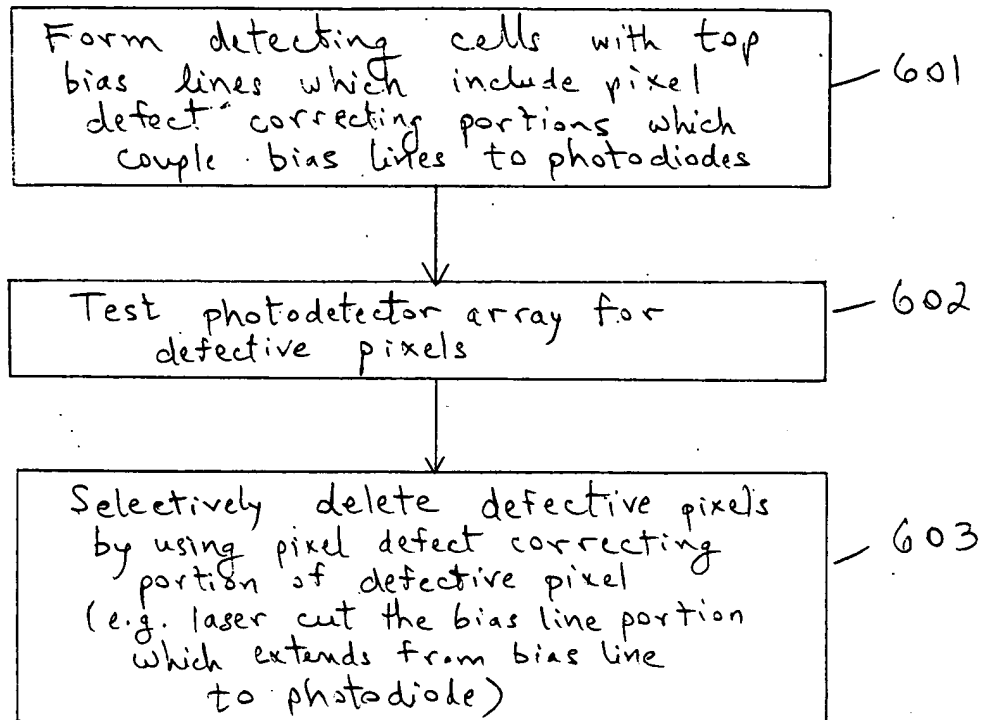 Form detecting cells with top
bias lines which include pixel
defect correcting portions which
couple bias lines to photodiodes
601
Test photodetector array for
defective pixels
602
Selectively delete defective pixels
by using pixel defect correcting
portion of defective pixel
(e.g. laser cut the bias line portion
which extends from bias line
to photodiode)
603